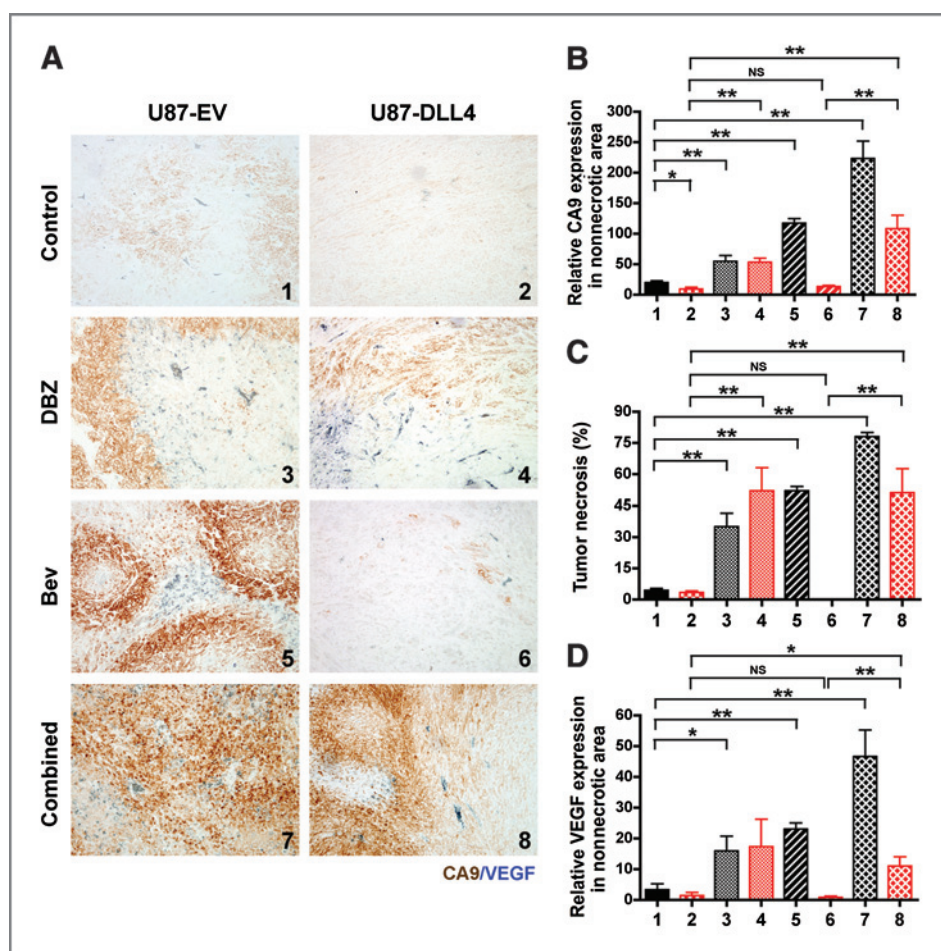 A
U87-EV
U87-DLL4
Control
1
2
DBZ
3
4
Bev
5
6
Combined
7
8
CA9/VEGF
B
**
NS
**
**
**
**
**
*
Relative CA9 expression
in nonnecrotic area
300
250
200
150
100
50
0
1 2 3 4 5 6 7 8
C
**
NS
**
**
**
**
**
Tumor necrosis (%)
90
75
60
45
30
15
0
1 2 3 4 5 6 7 8
D
*
NS
**
**
**
*
Relative VEGF expression
in nonnecrotic area
60
50
40
30
20
10
0
1 2 3 4 5 6 7 8